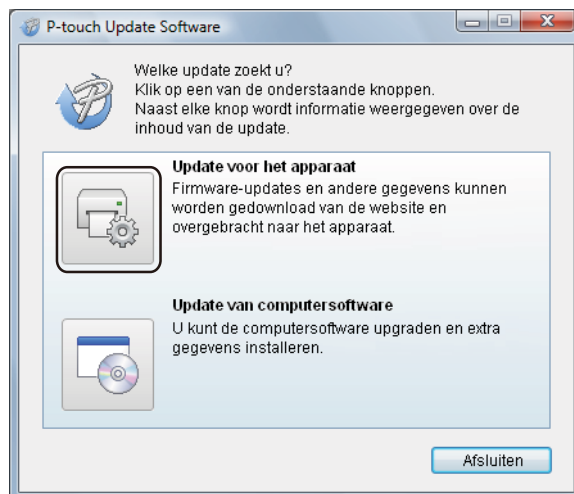 P-touch Update Software
Welke update zoekt u?
Klik op een van de onderstaande knoppen.
Naast elke knop wordt informatie weergegeven over de
inhoud van de update.
Update voor het apparaat
Firmware-updates en andere gegevens kunnen
worden gedownload van de website en
overgebracht naar het apparaat.
Update van computersoftware
U kunt de computersoftware upgraden en extra
gegevens installeren.
Afsluiten